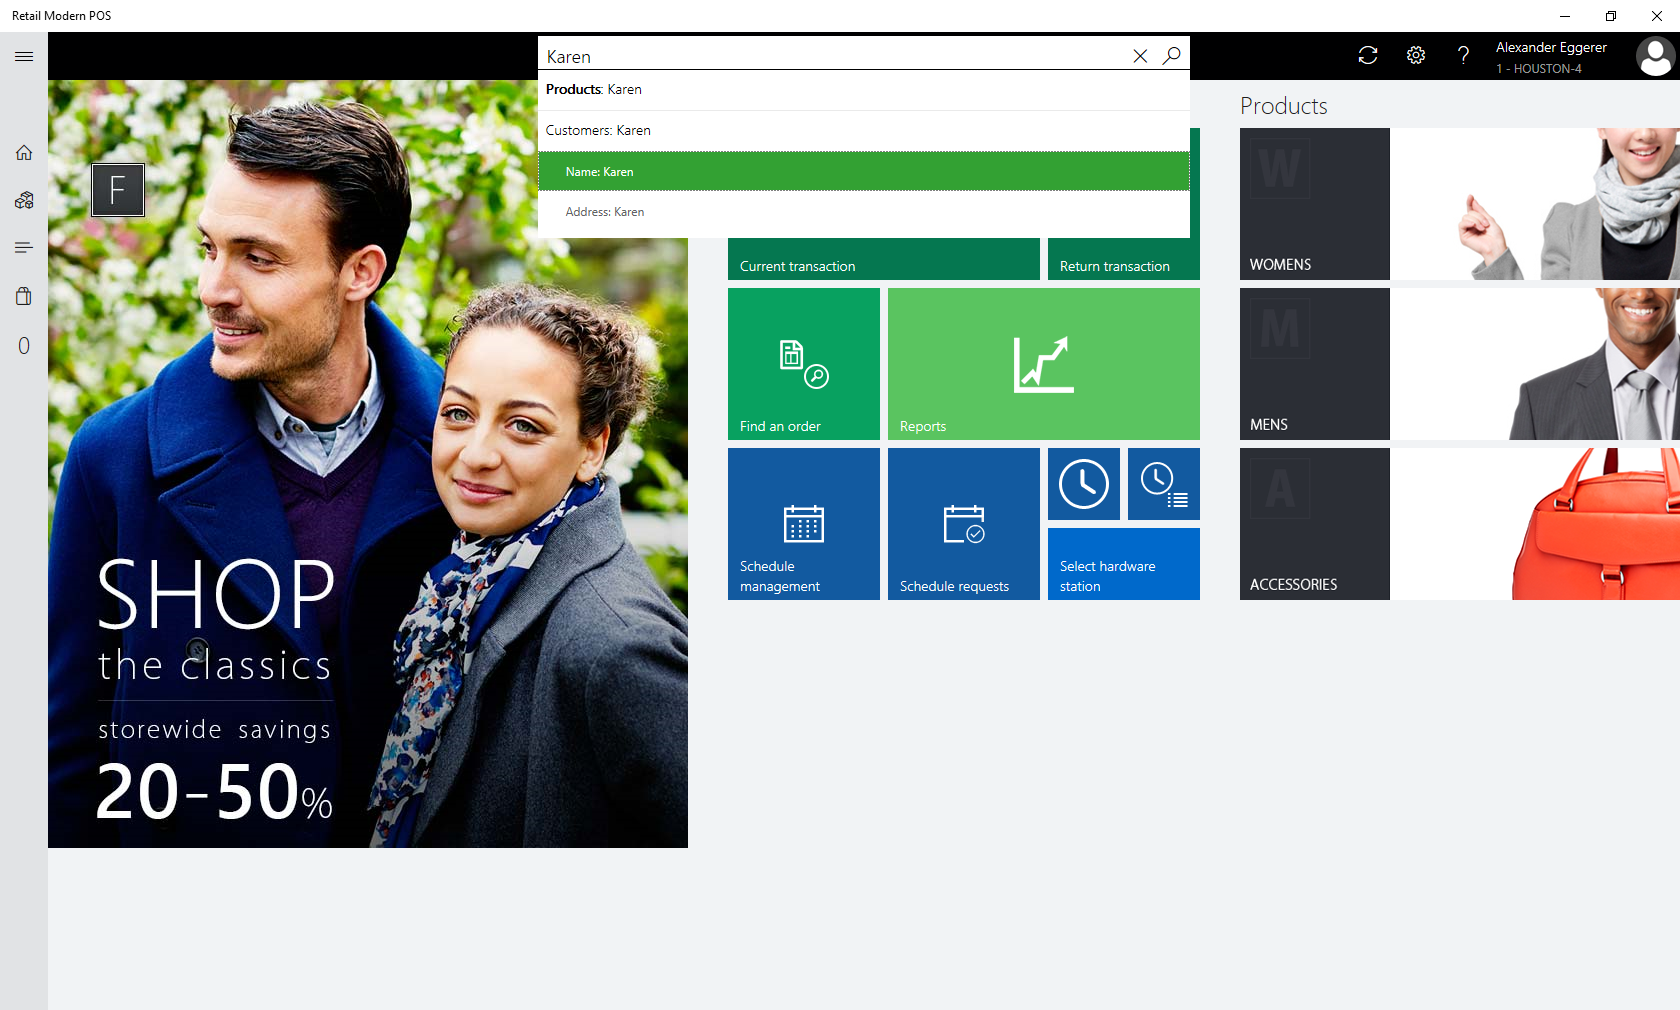 Retail Modern POS
Karen
Alexander Eggerer
1 - HOUSTON-4
Products: Karen
Customers: Karen
Name: Karen
Address: Karen
F
SHOP
the classics
storewide savings
20-50%
0
Current transaction
Return transaction
Find an order
Reports
Schedule
management
Schedule requests
Select hardware
station
Products
W
WOMENS
M
MENS
A
ACCESSORIES